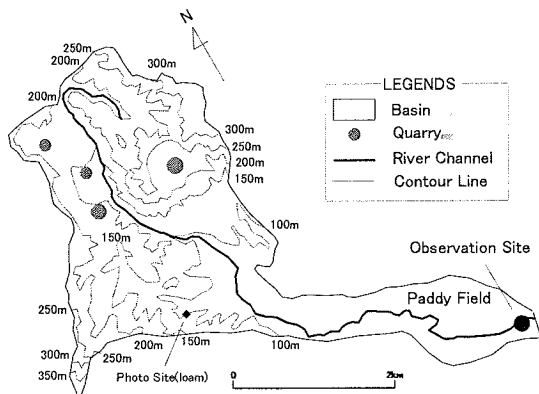 N
250m
200m
300m
200m
300m
250m
200m
150m
100m
150m
250m
300m
350m
250m
200m
150m
100m
Photo Site(loam)
0
2km
Paddy Field
Observation Site
LEGENDS
Basin
Quarry
River Channel
Contour Line